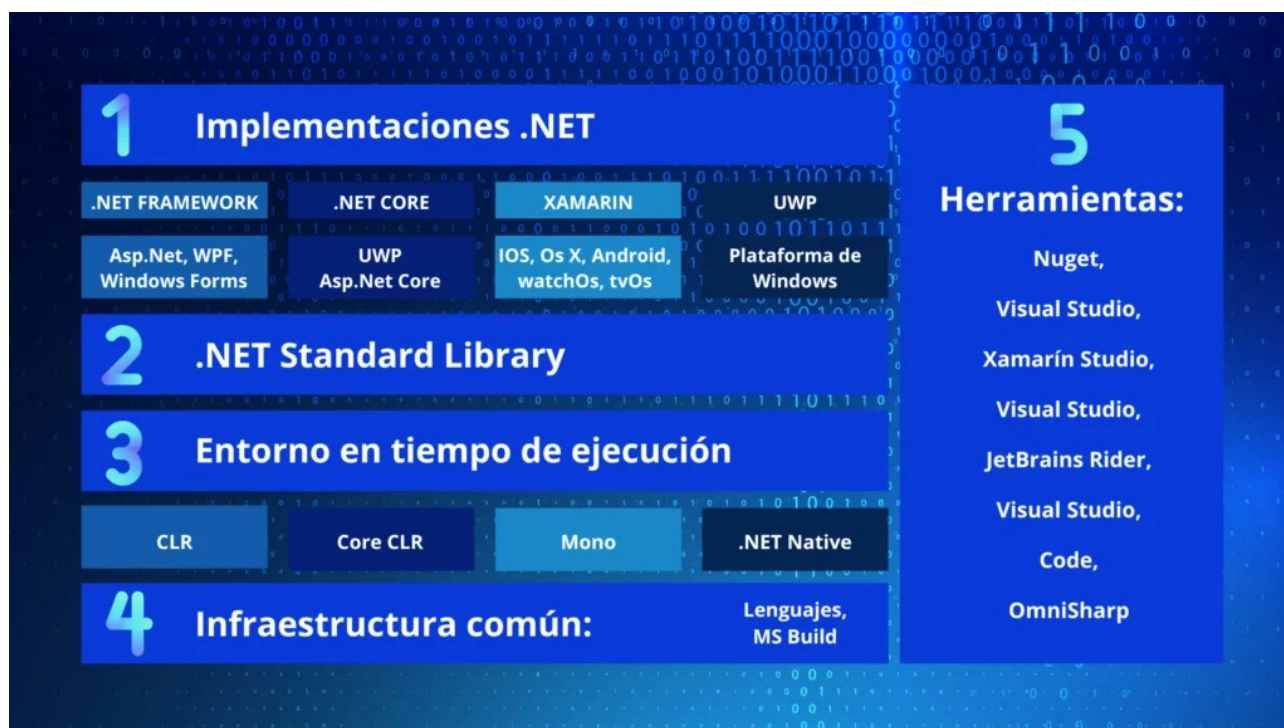 1
Implementaciones .NET
.NET FRAMEWORK
.NET CORE
XAMARIN
UWP
Asp.Net, WPF,
Windows Forms
UWP
Asp.Net Core
IOS, Os X, Android,
watchOs, tvOs
Plataforma de
Windows
2
.NET Standard Library
3
Entorno en tiempo de ejecución
CLR
Core CLR
Mono
.NET Native
4
Infraestructura común:
Lenguajes,
MS Build
5
Herramientas:
Nuget,
Visual Studio,
Xamarín Studio,
Visual Studio,
JetBrains Rider,
Visual Studio,
Code,
OmniSharp